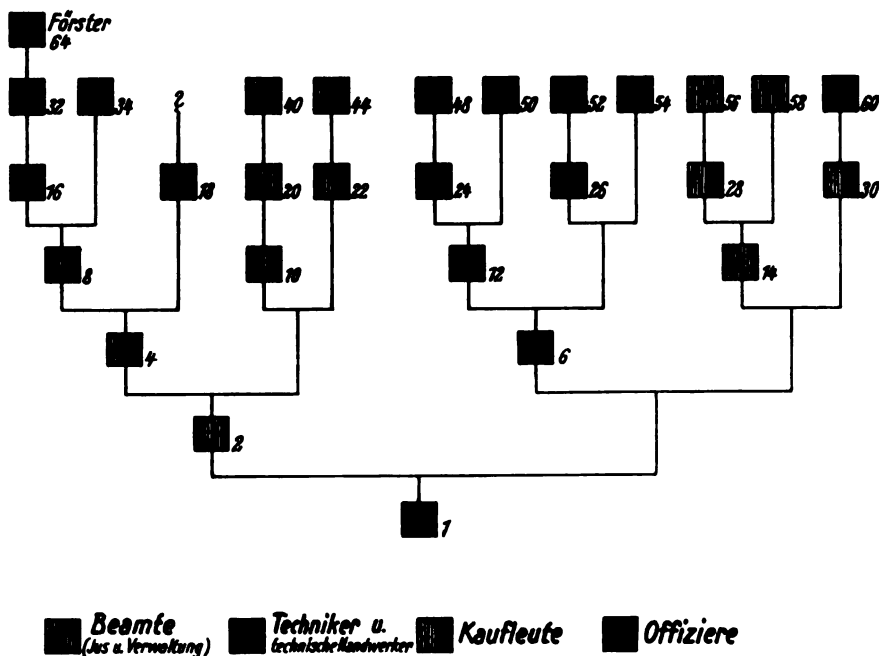 Förster
64
32 34 ? 40 44 48 50 52 54 56 58 60
16 18 20 22 24 26 28 30
8 10 12 14
4 6
2
1
Beamte
(Jus u. Verwaltung)
Techniker u.
technische Handwerker
Kaufleute
Offiziere